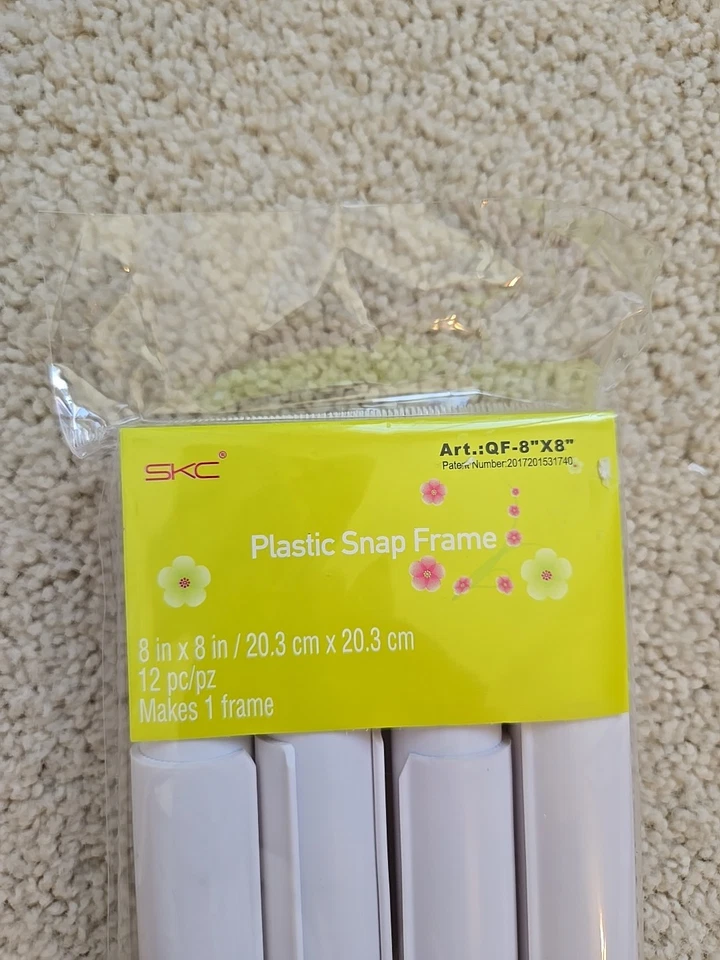 SKC®
Art.:QF-8"X8"
Patent Number:2017201531740
Plastic Snap Frame
8 in x 8 in / 20.3 cm x 20.3 cm
12 pc/pz
Makes 1 frame